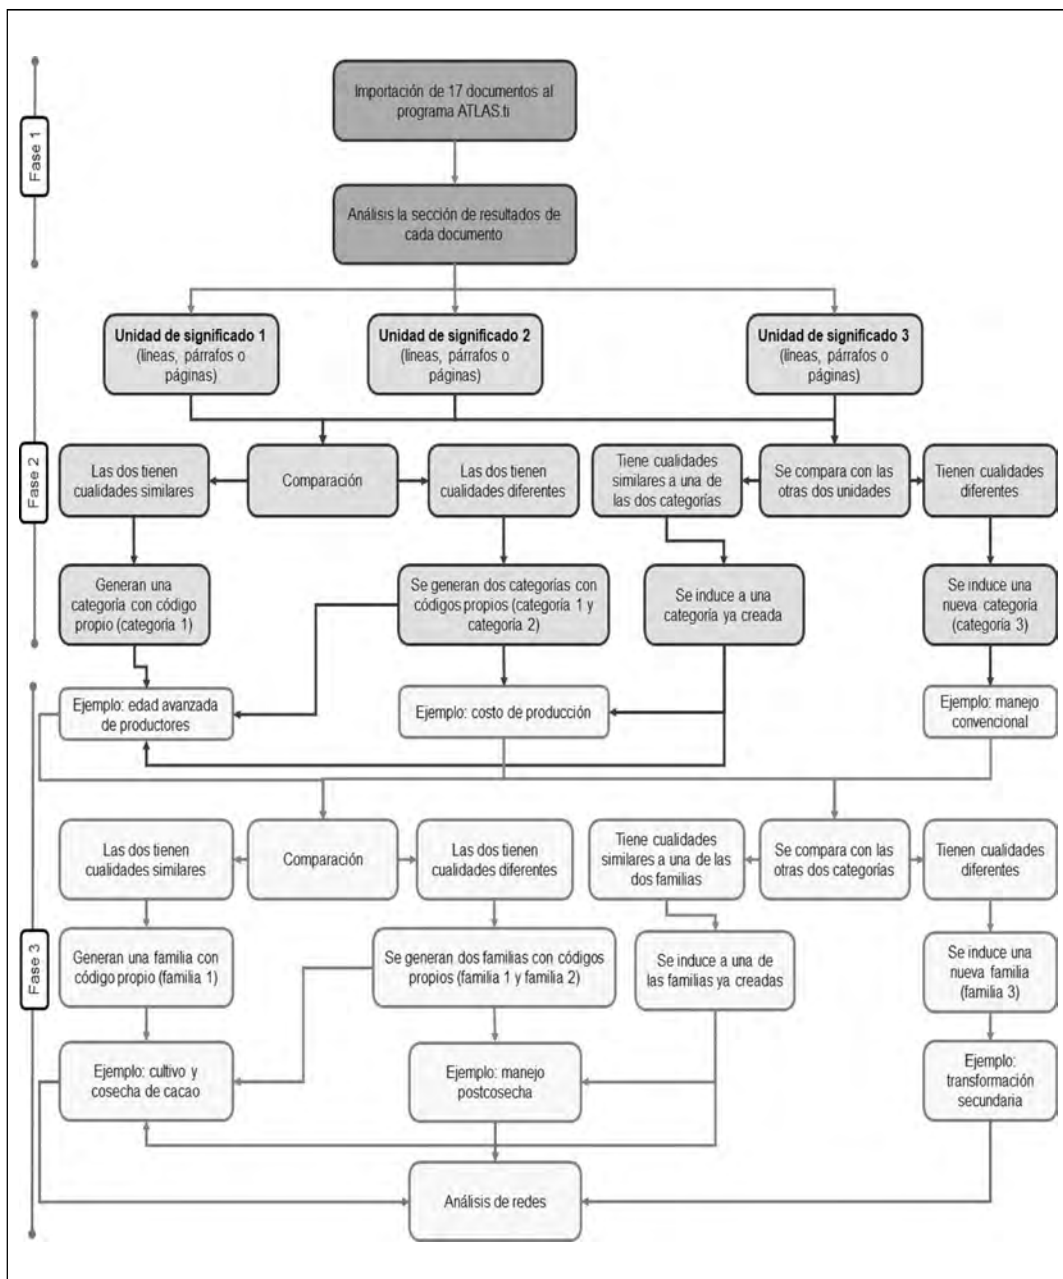 Fase 1
Importación de 17 documentos al
programa ATLAS.ti
Análisis la sección de resultados de
cada documento
Fase 2
Unidad de significado 1
(líneas, párrafos o
páginas)
Unidad de significado 2
(líneas, párrafos o
páginas)
Unidad de significado 3
(líneas, párrafos o
páginas)
Las dos tienen
cualidades similares
Comparación
Las dos tienen
cualidades diferentes
Tiene cualidades
similares a una de
las dos categorías
Se compara con las
otras dos unidades
Tienen cualidades
diferentes
Generan una
categoría con código
propio (categoría 1)
Se generan dos categorías con
códigos propios (categoría 1 y
categoría 2)
Se induce a una
categoría ya creada
Se induce una
nueva categoría
(categoría 3)
Fase 3
Ejemplo: edad avanzada
de productores
Ejemplo: costo de producción
Ejemplo: manejo
convencional
Las dos tienen
cualidades similares
Comparación
Las dos tienen
cualidades diferentes
Tiene cualidades
similares a una de las
dos familias
Se compara con las
otras dos categorías
Tienen cualidades
diferentes
Generan una familia con
código propio (familia 1)
Se generan dos familias con códigos
propios (familia 1 y familia 2)
Se induce a una de
las familias ya creadas
Se induce una
nueva familia
(familia 3)
Ejemplo: cultivo y
cosecha de cacao
Ejemplo: manejo
postcosecha
Ejemplo:
transformación
secundaria
Análisis de redes